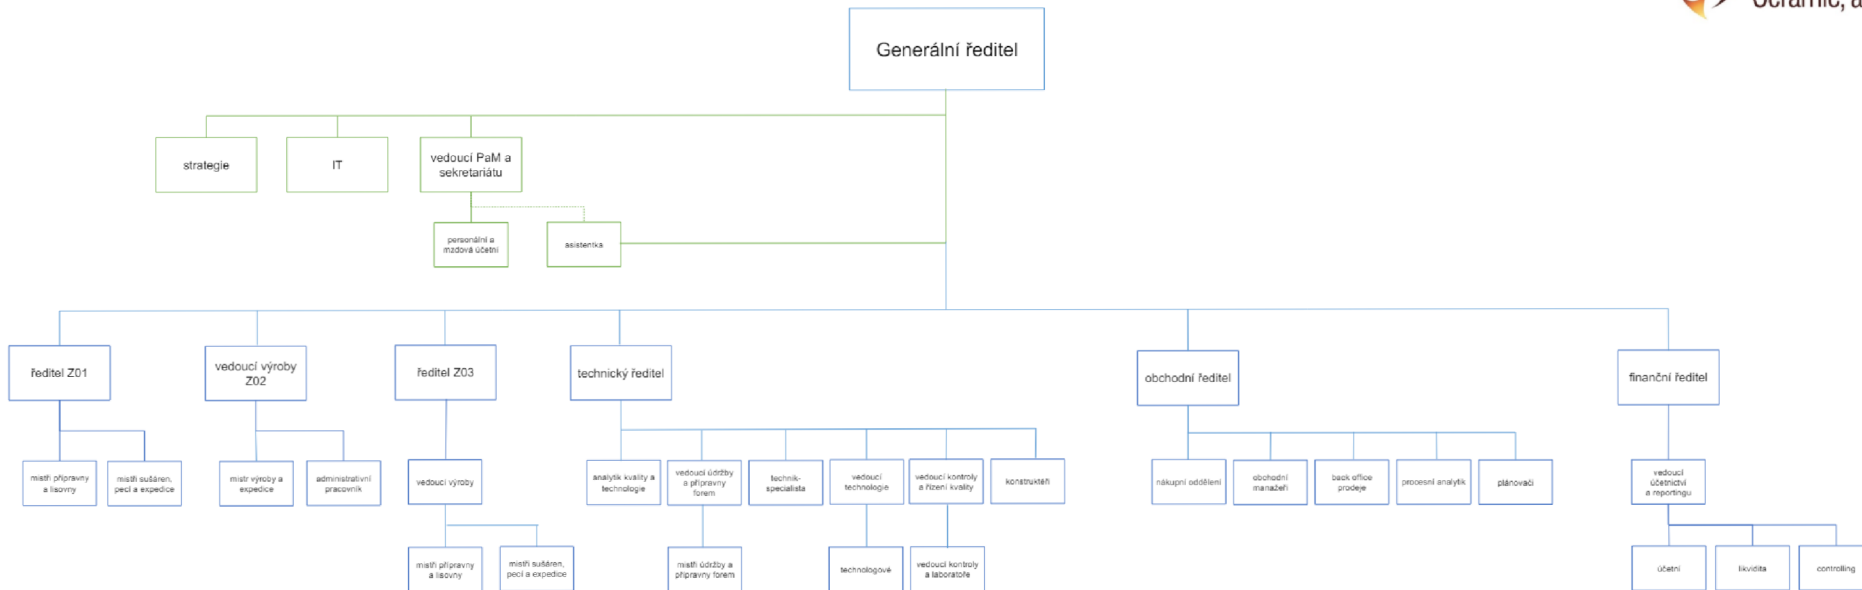 Ceramic, a
Generální ředitel
strategie
IT
vedoucí PaM a
sekretariátu
personální a
mzdová účetní
asistentka
ředitel Z01
vedoucí výroby
Z02
ředitel Z03
technický ředitel
obchodní ředitel
finanční ředitel
mistři přípravny
a lisovny
mistři sušáren,
pecí a expedice
mistr výroby a
expedice
administrativní
pracovník
vedoucí výroby
analytik kvality a
technologie
vedoucí údržby
a přípravny
forem
technik-
specialista
vedoucí
technologie
vedoucí kontroly
a řízení kvality
konstruktéři
nákupní oddělení
obchodní
manažeři
back office
prodeje
procesní analytik
plánovači
vedoucí
účetnictví
a reportingu
mistři přípravny
a lisovny
mistři sušáren,
pecí a expedice
mistři údržby a
přípravny forem
technologové
vedoucí kontroly
a laboratoře
účetní
likvidita
controlling